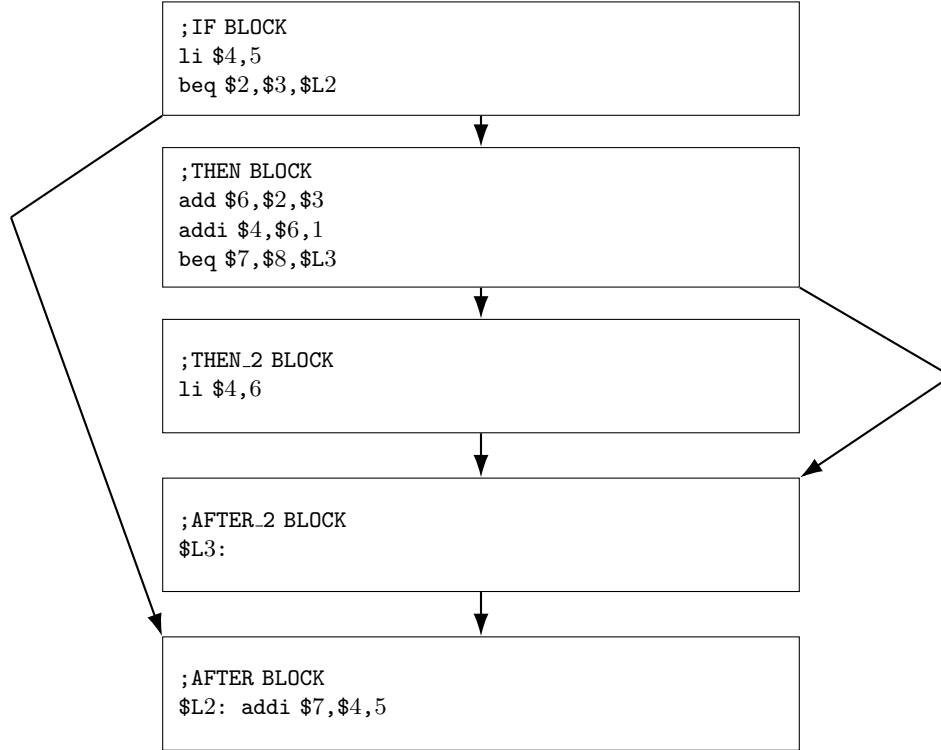 ;IF BLOCK
li $4,5
beq $2,$3,$L2
;THEN BLOCK
add $6,$2,$3
addi $4,$6,1
beq $7,$8,$L3
;THEN_2 BLOCK
li $4,6
;AFTER_2 BLOCK
$L3:
;AFTER BLOCK
$L2: addi $7,$4,5